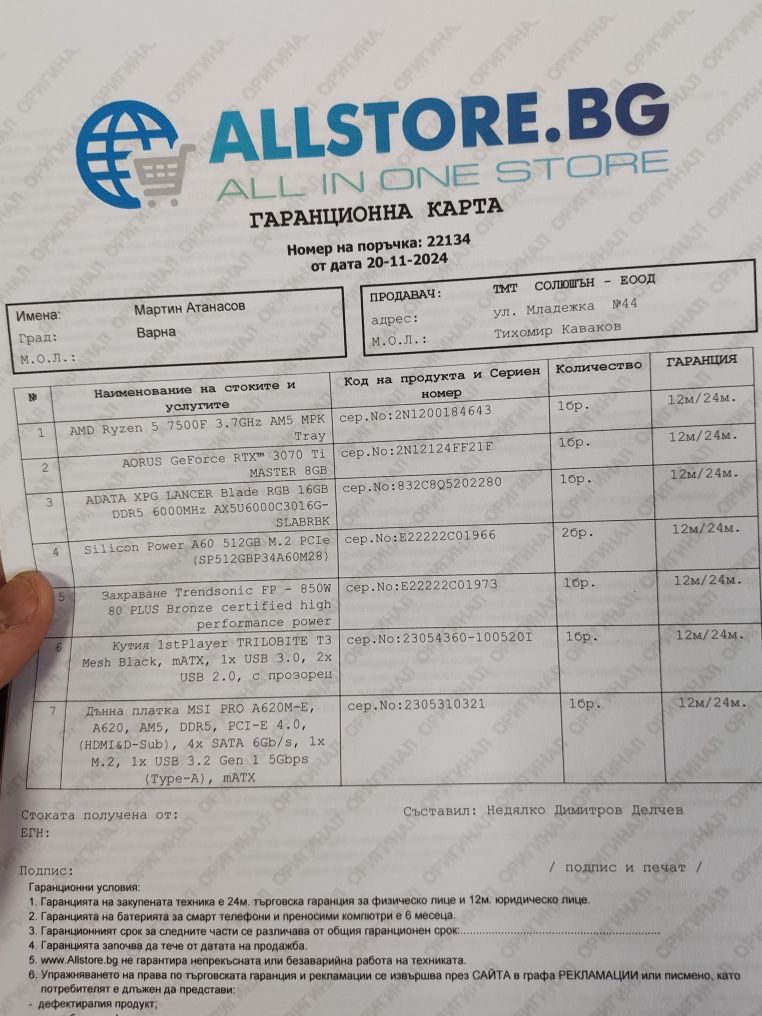 ALLSTORE.BG
ALL IN ONE STORE
ГАРАНЦИОННА КАРТА
Номер на поръчка: 22134
от дата 20-11-2024
Имена: Мартин Атанасов
Град: Варна
М.О.Л.:
ПРОДАВАЧ: ТМТ СОЛЮШЪН - ЕООД
адрес: ул. Младежка №44
М.О.Л.: Тихомир Каваков
№
Наименование на стоките и
услугите
Код на продукта и Сериен
номер
Количество
ГАРАНЦИЯ
1
AMD Ryzen 5 7500F 3.7GHz AM5 MPK
Tray
сер.No:2N1200184643
1бр.
12м/24м.
2
AORUS GeForce RTX™ 3070 Ti
MASTER 8GB
сер.No:2N12124FF21F
1бр.
12м/24м.
3
ADATA XPG LANCER Blade RGB 16GB
DDR5 6000MHz AX5U6000C3016G-
SLABRBK
сер.No:832C8Q5202280
1бр.
12м/24м.
4
Silicon Power A60 512GB M.2 PCIe
(SP512GBP34A60M28)
сер.No:E22222C01966
2бр.
12м/24м.
5
Захраване Trendsonic FP - 850W
80 PLUS Bronze certified high
performance power
сер.No:E22222C01973
1бр.
12м/24м.
6
Кутия 1stPlayer TRILOBITE T3
Mesh Black, mATX, 1x USB 3.0, 2x
USB 2.0, с прозорец
сер.No:23054360-100520I
1бр.
12м/24м.
7
Дънна платка MSI PRO A620M-E,
A620, AM5, DDR5, PCI-E 4.0,
(HDMI&D-Sub), 4x SATA 6Gb/s, 1x
M.2, 1x USB 3.2 Gen 1 5Gbps
(Type-A), mATX
сер.No:2305310321
1бр.
12м/24м.
Стоката получена от:
Съставил: Недялко Димитров Делчев
ЕГН:
Подпис:
/ подпис и печат /
Гаранционни условия:
1. Гаранцията на закупената техника е 24м. търговска гаранция за физическо лице и 12м. юридическо лице.
2. Гаранцията на батерията за смарт телефони и преносими компютри е 6 месеца.
3. Гаранционният срок за следните части се различава от общия гаранционен срок:...............................................
4. Гаранцията започва да тече от датата на продажба.
5. www.Allstore.bg не гарантира непрекъсната или безаварийна работа на техниката.
6. Упражняването на права по търговската гаранция и рекламации се извършва през САЙТА в графа РЕКЛАМАЦИИ или писмено, като
потребителят е длъжен да представи:
- дефектиралия продукт;